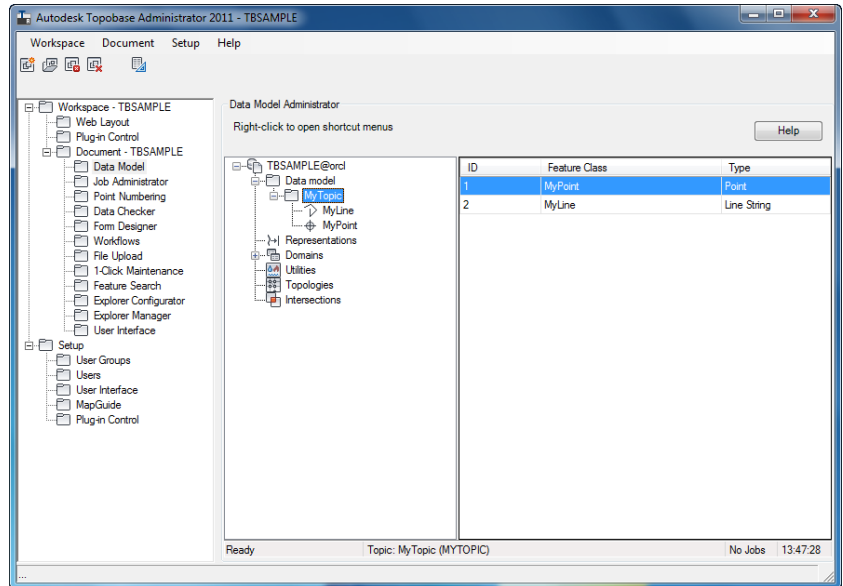 Autodesk Topobase Administrator 2011 - TBSAMPLE
Workspace Document Setup Help
Workspace - TBSAMPLE
Web Layout
Plug-in Control
Document - TBSAMPLE
Data Model
Job Administrator
Point Numbering
Data Checker
Form Designer
Workflows
File Upload
1-Click Maintenance
Feature Search
Explorer Configurator
Explorer Manager
User Interface
Setup
User Groups
Users
User Interface
MapGuide
Plug-in Control
Data Model Administrator
Right-click to open shortcut menus
Help
TBSAMPLE@orcl
Data model
MyTopic
MyLine
MyPoint
Representations
Domains
Utilities
Topologies
Intersections
ID Feature Class Type
1 MyPoint Point
2 MyLine Line String
Ready Topic: MyTopic (MYTOPIC) No Jobs 13:47:28
...